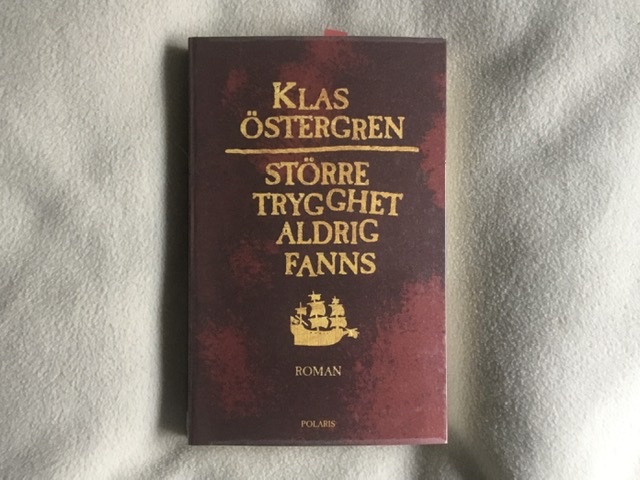 KLAS
ÖSTERGREN
STÖRRE
TRYGGHET
ALDRIG
FANNS
ROMAN
POLARIS